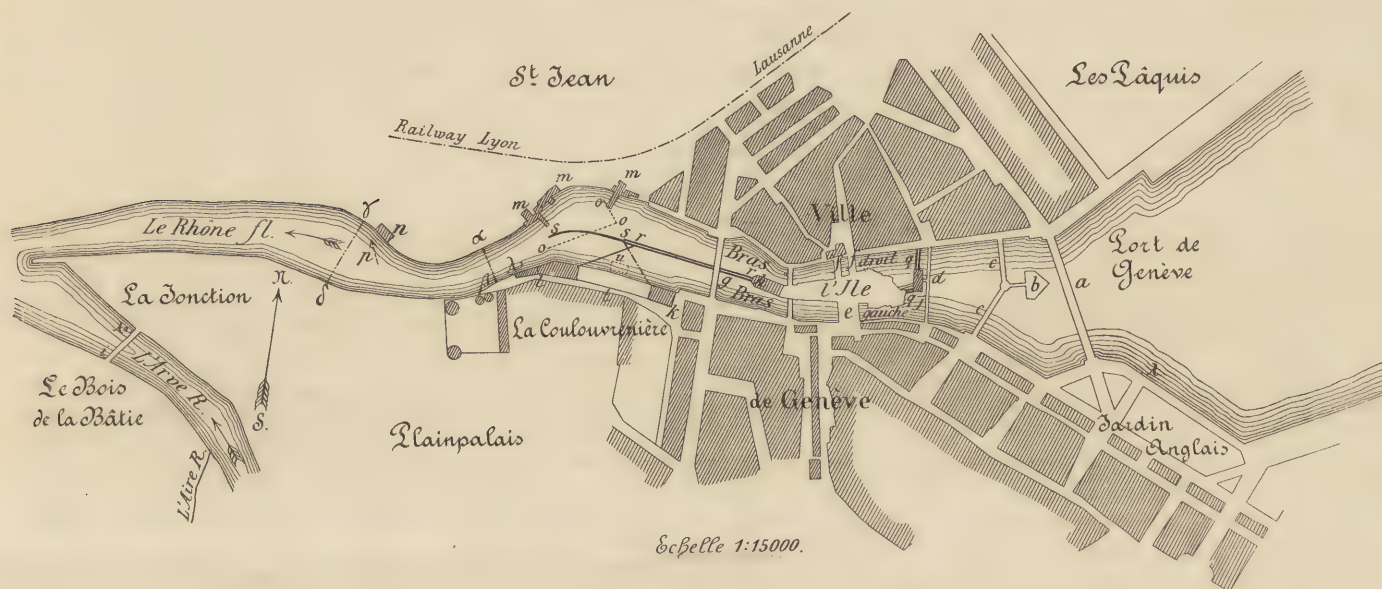 St. Jean
Les Pâquis
Lausanne
Railway Lyon
m
m
m
n
γ
α
Le Rhône fl.
p
δ
o
o
o
s
s
r
λ
u
t
t
k
g
Bras
Bras
droit
gauche
l'Ile
Ville
de Genève
q
q
d
f
e
c
c
b
a
Port de
Genève
La Jonction
N.
S.
La Coulouvrenière
L'Arve R.
L'Aire R.
Le Bois
de la Bâtie
Plainpalais
Jardin
Anglais
Echelle 1:15000.